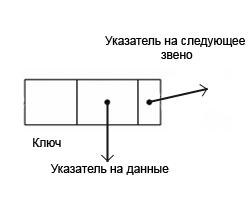 Указатель на следующее
звено
Ключ
Указатель на данные